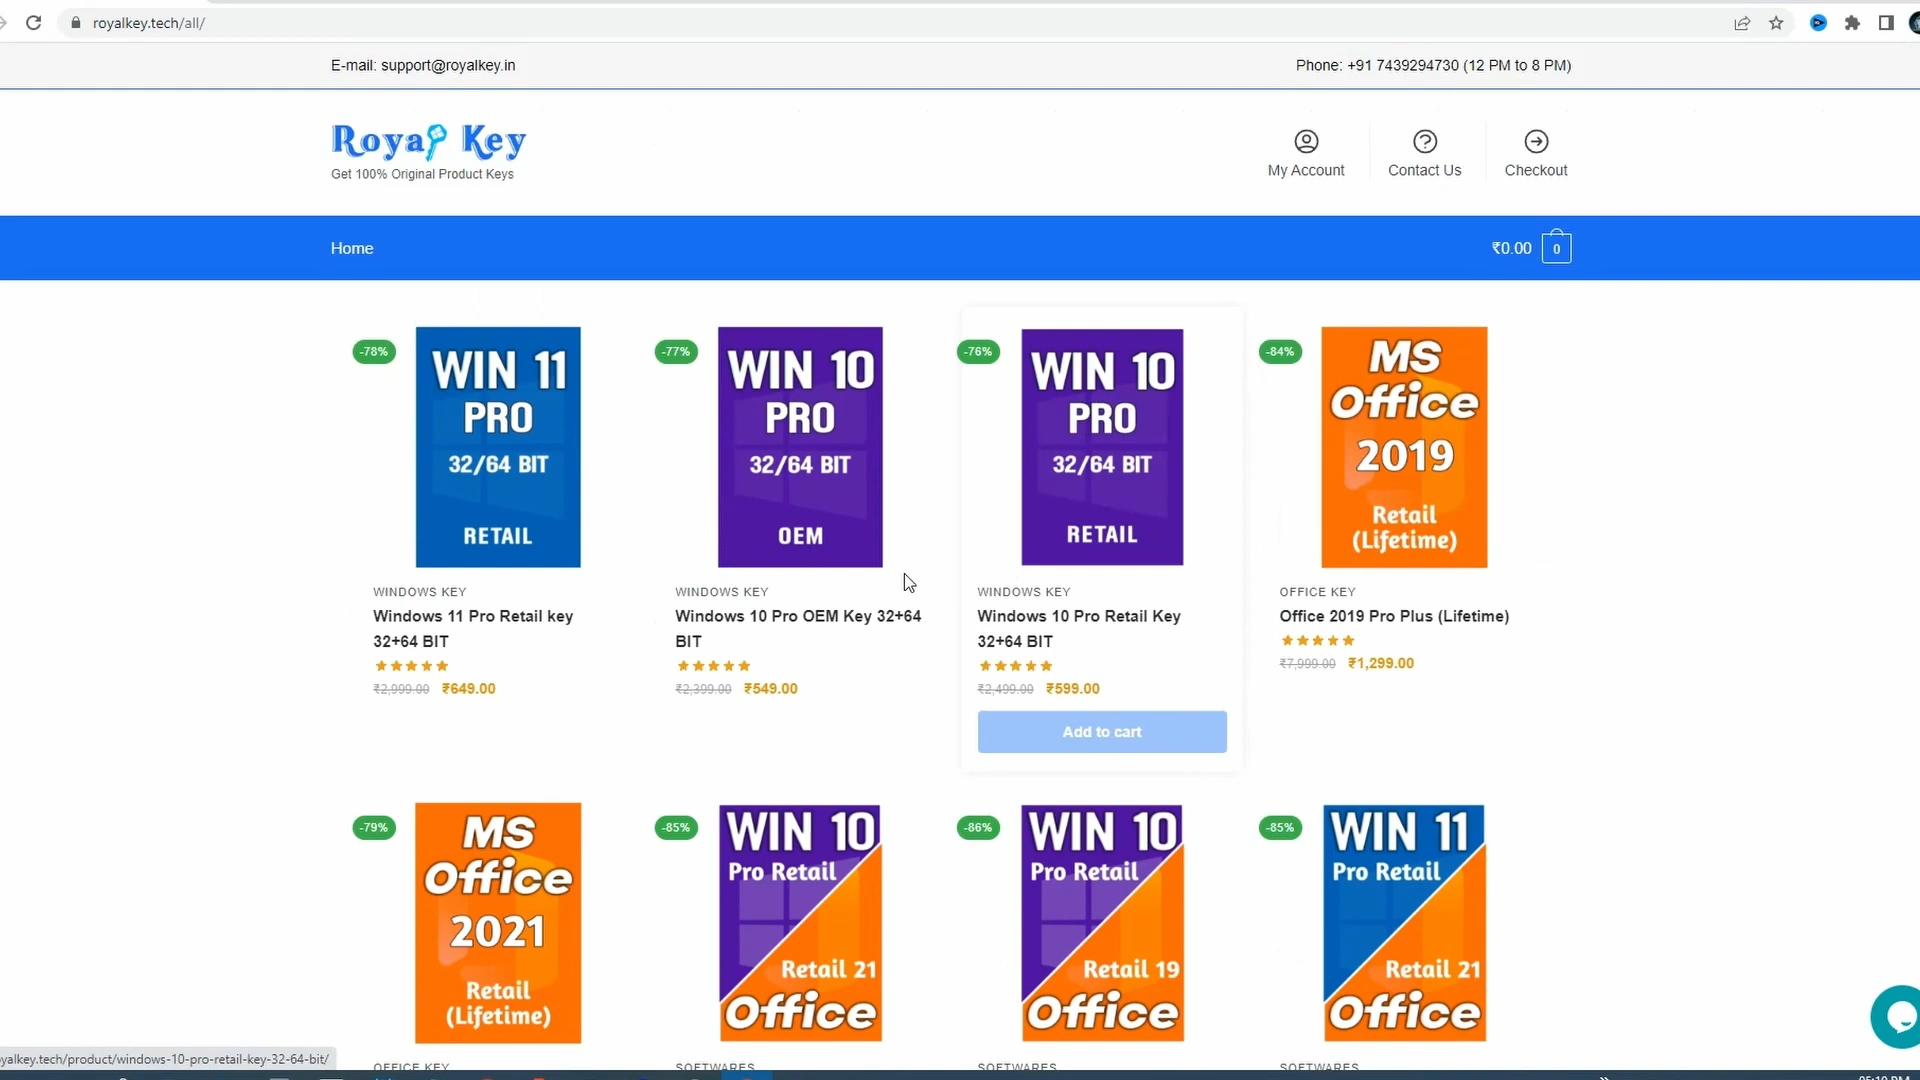 royalkey.tech/all/
E-mail: support@royalkey.in
Phone: +91 7439294730 (12 PM to 8 PM)
Royal Key
Get 100% Original Product Keys
My Account
Contact Us
Checkout
Home
₹0.00
0
-78%
WIN 11
PRO
32/64 BIT
RETAIL
WINDOWS KEY
Windows 11 Pro Retail key
32+64 BIT
₹2,999.00 ₹649.00
-77%
WIN 10
PRO
32/64 BIT
OEM
WINDOWS KEY
Windows 10 Pro OEM Key 32+64
BIT
₹2,399.00 ₹549.00
-76%
WIN 10
PRO
32/64 BIT
RETAIL
WINDOWS KEY
Windows 10 Pro Retail Key
32+64 BIT
₹2,499.00 ₹599.00
Add to cart
-84%
MS
Office
2019
Retail
(Lifetime)
OFFICE KEY
Office 2019 Pro Plus (Lifetime)
₹7,999.00 ₹1,299.00
-79%
MS
Office
2021
Retail
(Lifetime)
OFFICE KEY
-85%
WIN 10
Pro Retail
Retail 21
Office
SOFTWARES
-86%
WIN 10
Pro Retail
Retail 19
Office
SOFTWARES
-85%
WIN 11
Pro Retail
Retail 21
Office
SOFTWARES
yalkey.tech/product/windows-10-pro-retail-key-32-64-bit/